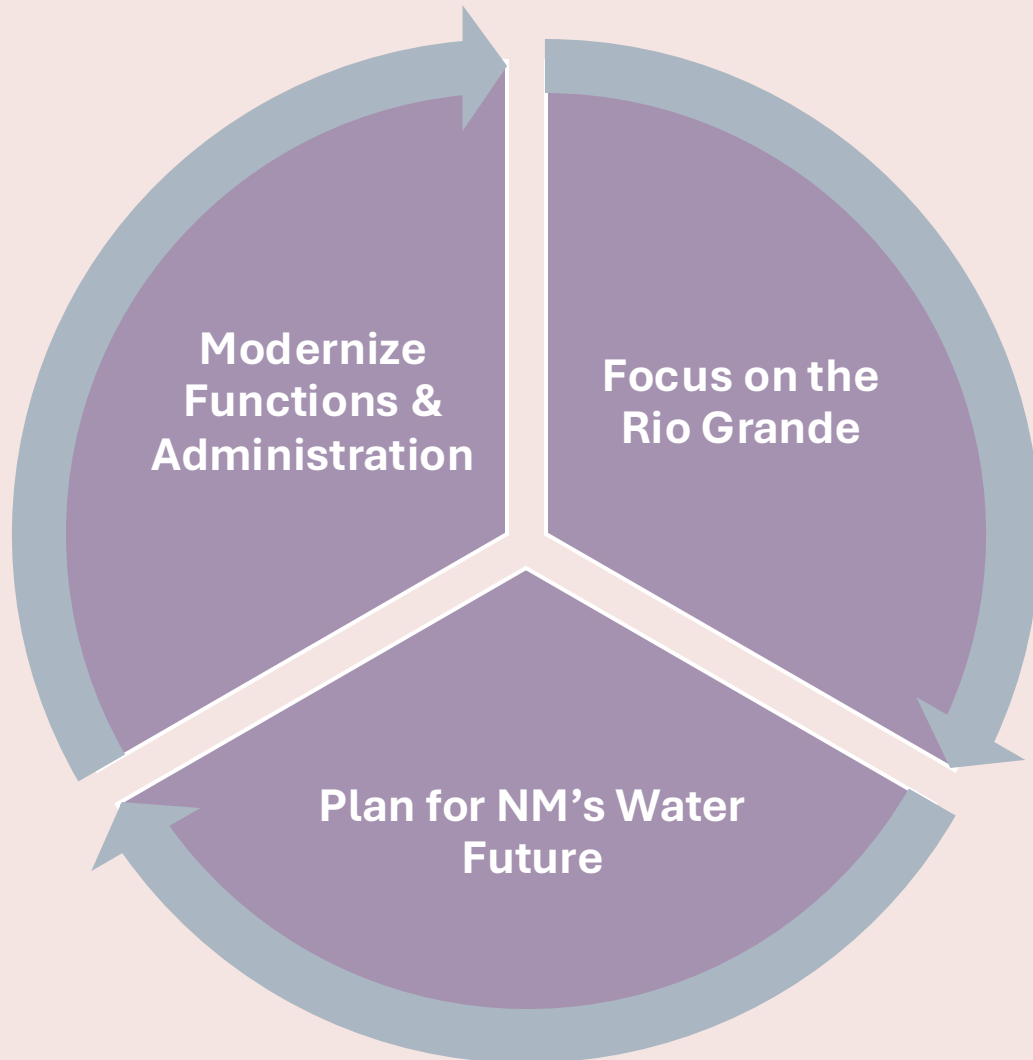 Modernize
Functions &
Administration
Focus on the
Rio Grande
Plan for NM’s Water
Future